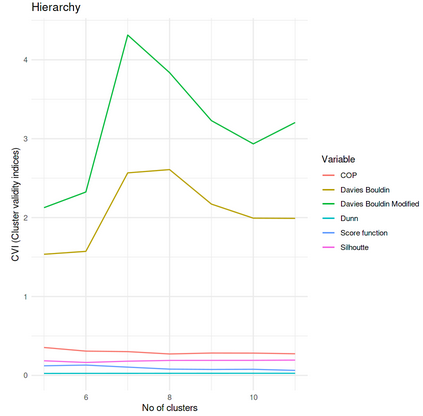 Hierarchy
CVI (Cluster validity indices)
4
3
2
1
0
6 8 10
No of clusters
Variable
COP
Davies Bouldin
Davies Bouldin Modified
Dunn
Score function
Silhoutte